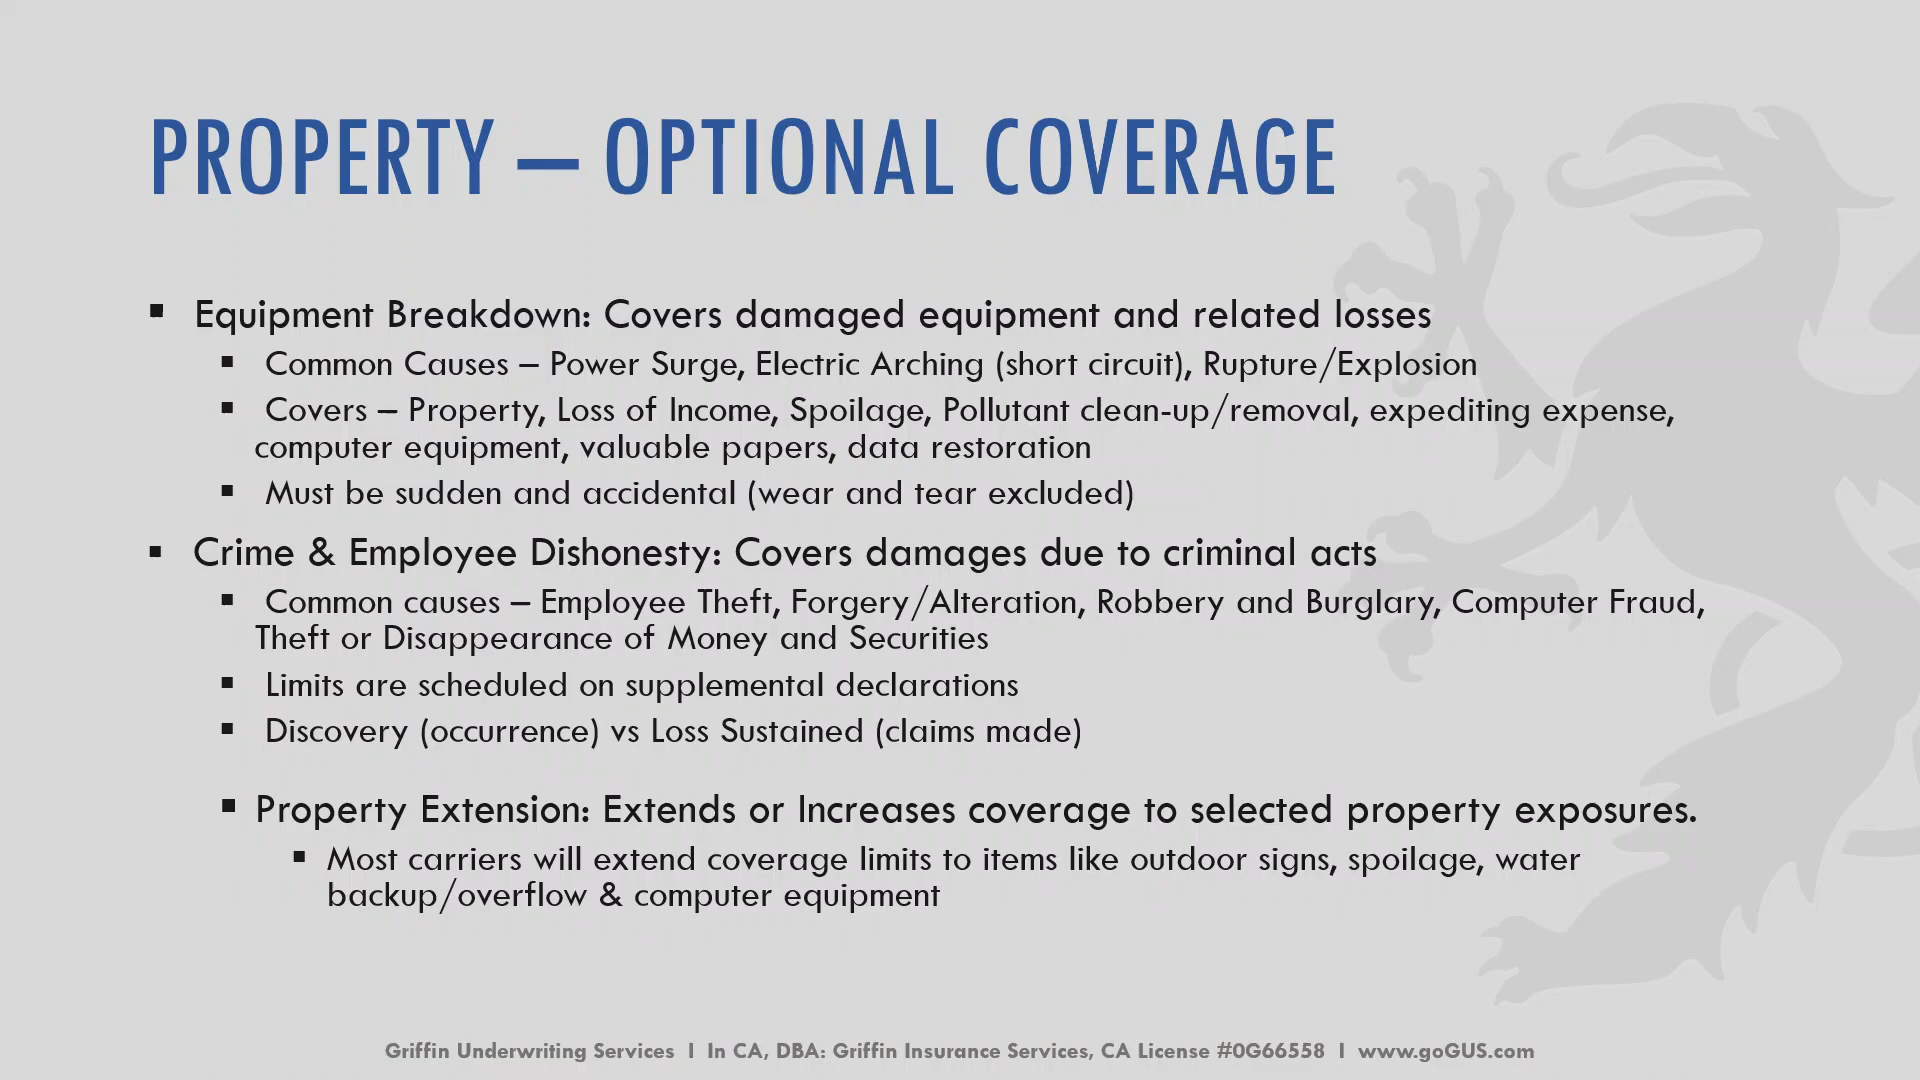 PROPERTY – OPTIONAL COVERAGE
▪ Equipment Breakdown: Covers damaged equipment and related losses
▪ Common Causes – Power Surge, Electric Arching (short circuit), Rupture/Explosion
▪ Covers – Property, Loss of Income, Spoilage, Pollutant clean-up/removal, expediting expense,
computer equipment, valuable papers, data restoration
▪ Must be sudden and accidental (wear and tear excluded)
▪ Crime & Employee Dishonesty: Covers damages due to criminal acts
▪ Common causes – Employee Theft, Forgery/Alteration, Robbery and Burglary, Computer Fraud,
Theft or Disappearance of Money and Securities
▪ Limits are scheduled on supplemental declarations
▪ Discovery (occurrence) vs Loss Sustained (claims made)
▪ Property Extension: Extends or Increases coverage to selected property exposures.
▪ Most carriers will extend coverage limits to items like outdoor signs, spoilage, water
backup/overflow & computer equipment
Griffin Underwriting Services I In CA, DBA: Griffin Insurance Services, CA License #0G66558 I www.goGUS.com